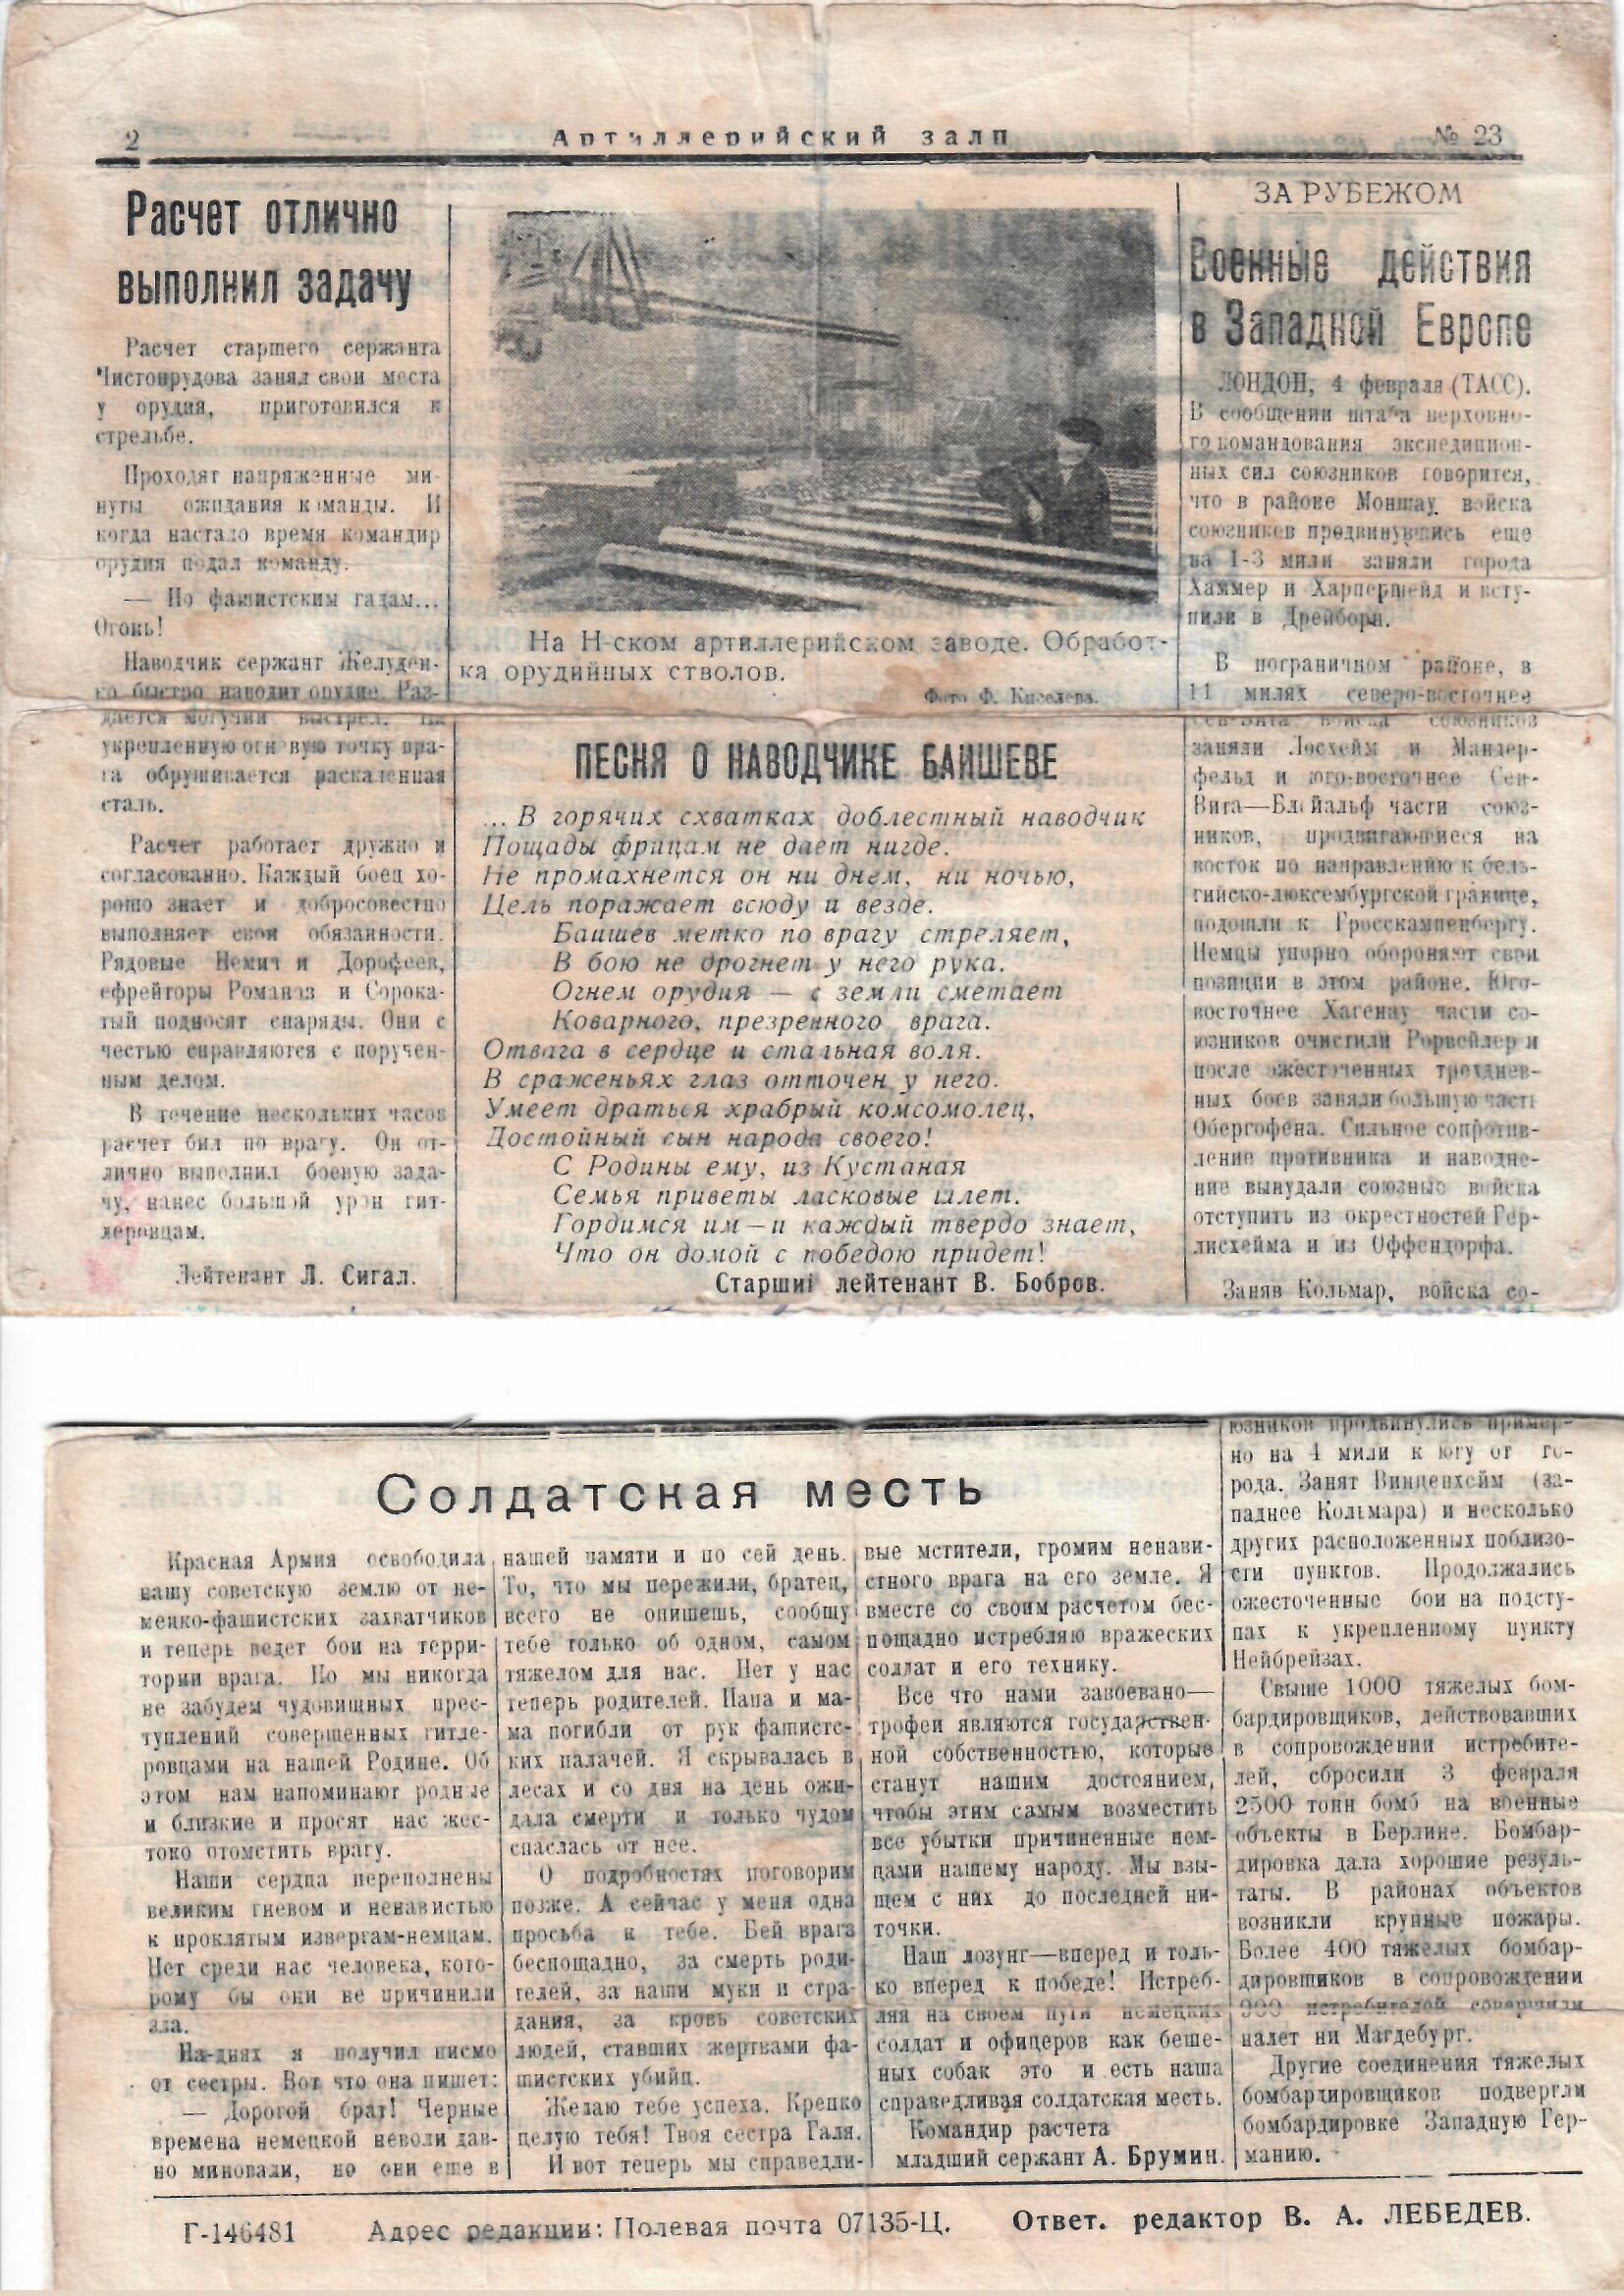 2
Артиллерийский залп
№ 23
Расчет отлично
выполнил задачу
Расчет старшего сержанта
Чистопрудова занял свои места
у орудия, приготовился к
стрельбе.
Проходят напряженные ми-
нуты ожидания команды. И
когда настало время командир
орудия подал команду.
— По фашистским гадам...
Огонь!
Наводчик сержант Желуден-
ко быстро наводит орудие. Раз-
дается могучий выстрел. На
укрепленную огневую точку вра-
га обрушивается раскаленная
сталь.
Расчет работает дружно и
согласованно. Каждый боец хо-
рошо знает и добросовестно
выполняет свои обязанности.
Рядовые Немич и Дорофеев,
ефрейторы Романов и Сорока-
тый подносят снаряды. Они с
честью справляются с поручен-
ным делом.
В течение нескольких часов
расчет бил по врагу. Он от-
лично выполнил боевую зада-
чу, нанес большой урон гит-
леровцам.
Лейтенант Л. Сигал.
На Н-ском артиллерийском заводе. Обработ-
ка орудийных стволов.
Фото Ф. Киселева.
ПЕСНЯ О НАВОДЧИКЕ БАИШЕВЕ
... В горячих схватках доблестный наводчик
Пощады фрицам не дает нигде.
Не промахнется он ни днем, ни ночью,
Цель поражает всюду и везде.
Баишев метко по врагу стреляет,
В бою не дрогнет у него рука.
Огнем орудия — с земли сметает
Коварного, презренного врага.
Отвага в сердце и стальная воля.
В сраженьях глаз отточен у него.
Умеет драться храбрый комсомолец,
Достойный сын народа своего!
С Родины ему, из Кустаная
Семья приветы ласковые шлет.
Гордимся им—и каждый твердо знает,
Что он домой с победою придет!
Старший лейтенант В. Бобров.
ЗА РУБЕЖОМ
Военные действия
в Западной Европе
ЛОНДОН, 4 февраля (ТАСС).
В сообщении штаба верховно-
го командования экспедицион-
ных сил союзников говорится,
что в районе Моншау войска
союзников продвинувшись еще
на 1-3 мили заняли города
Хаммер и Харпершейд и всту-
пили в Дрейборн.
В пограничном районе, в
11 милях северо-восточнее
Сен-Вита войска союзников
заняли Лосхейм и Мандер-
фельд и юго-восточнее Сен-
Вита—Блейальф части союз-
ников, продвигающиеся на
восток по направлению к бель-
гийско-люксембургской границе,
подошли к Гросскампенбергу.
Немцы упорно обороняют свои
позиции в этом районе. Юго-
восточнее Хагенау части со-
юзников очистили Рорвейлер и
после ожесточенных трехднев-
ных боев заняли большую часть
Обергофена. Сильное сопротив-
ление противника и наводне-
ние вынудали союзные войска
отступить из окрестностей Гер-
лисхейма и из Оффендорфа.
Заняв Кольмар, войска со-
юзников продвинулись пример-
но на 4 мили к югу от го-
рода. Занят Винценхейм (за-
паднее Кольмара) и несколько
других расположенных поблизо-
сти пунктов. Продолжались
ожесточенные бои на подсту-
пах к укрепленному пункту
Нейбрейзах.
Свыше 1000 тяжелых бом-
бардировщиков, действовавших
в сопровождении истребите-
лей, сбросили 3 февраля
2500 тонн бомб на военные
объекты в Берлине. Бомбар-
дировка дала хорошие резуль-
таты. В районах объектов
возникли крупные пожары.
Более 400 тяжелых бомбар-
дировщиков в сопровождении
900 истребителей совершили
налет ни Магдебург.
Другие соединения тяжелых
бомбардировщиков подвергли
бомбардировке Западную Гер-
манию.
Солдатская месть
Красная Армия освободила
нашу советскую землю от не-
мецко-фашистских захватчиков
и теперь ведет бои на терри-
тории врага. Но мы никогда
не забудем чудовищных прес-
туплений совершенных гитле-
ровцами на нашей Родине. Об
этом нам напоминают родные
и близкие и просят нас жес-
токо отомстить врагу.
Наши сердца переполнены
великим гневом и ненавистью
к проклятым извергам-немцам.
Нет среди нас человека, кото-
рому бы они не причинили
зла.
На-днях я получил письмо
от сестры. Вот что она пишет:
— Дорогой брат! Черные
времена немецкой неволи дав-
но миновали, но они еще в
нашей памяти и по сей день.
То, что мы пережили, братец,
всего не опишешь, сообщу
тебе только об одном, самом
тяжелом для нас. Нет у нас
теперь родителей. Папа и ма-
ма погибли от рук фашистс-
ких палачей. Я скрывалась в
лесах и со дня на день ожи-
дала смерти и только чудом
спаслась от нее.
О подробностях поговорим
позже. А сейчас у меня одна
просьба к тебе. Бей врага
беспощадно, за смерть роди-
телей, за наши муки и стра-
дания, за кровь советских
людей, ставших жертвами фа-
шистских убийц.
Желаю тебе успеха. Крепко
целую тебя! Твоя сестра Галя.
И вот теперь мы справедли-
вые мстители, громим ненави-
стного врага на его земле. Я
вместе со своим расчетом бес-
пощадно истребляю вражеских
солдат и его технику.
Все что нами завоевано—
трофеи являются государствен-
ной собственностью, которые
станут нашим достоянием,
чтобы этим самым возместить
все убытки причиненные нем-
цами нашему народу. Мы взы-
щем с них до последней ни-
точки.
Наш лозунг—вперед и толь-
ко вперед к победе! Истреб-
ляя на своем пути немецких
солдат и офицеров как беше-
ных собак это и есть наша
справедливая солдатская месть.
Командир расчета
младший сержант А. Брумин.
Г-146481
Адрес редакции: Полевая почта 07135-Ц.
Ответ. редактор В. А. ЛЕБЕДЕВ.